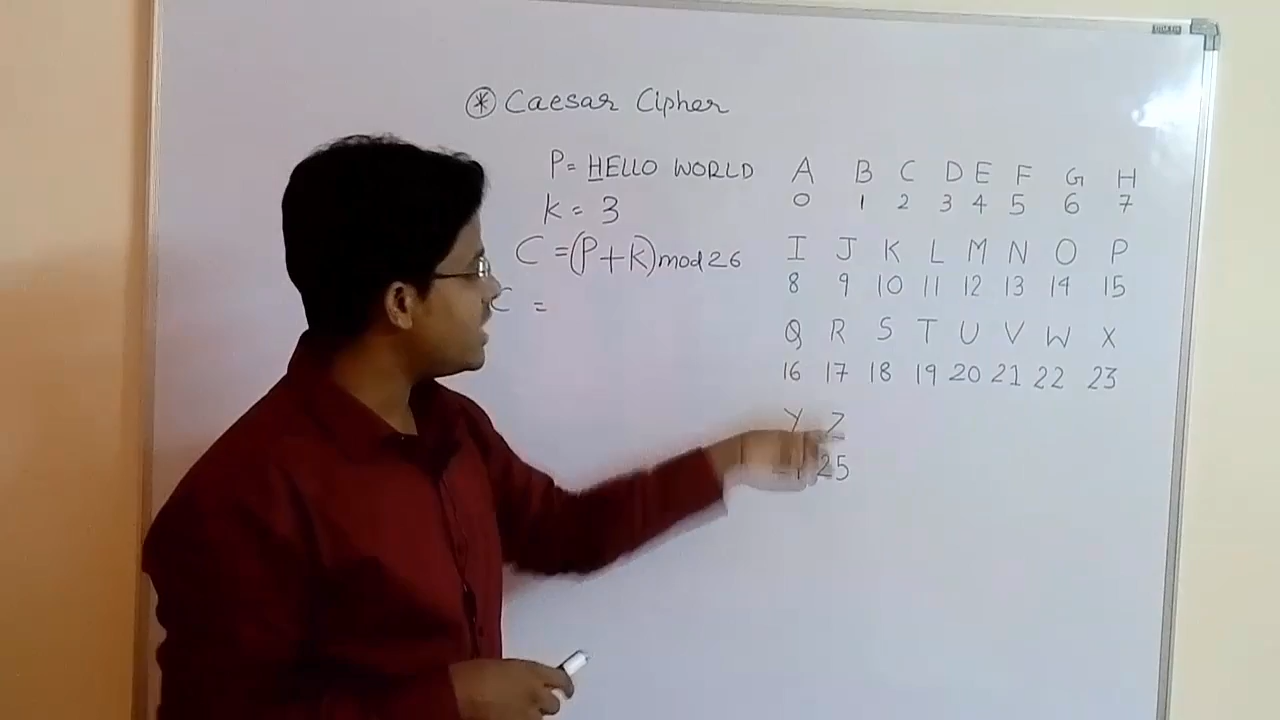 * Caesar Cipher
P = HELLO WORLD
K = 3
C = (P+K) mod 26
C =
A B C D E F G H
0 1 2 3 4 5 6 7
I J K L M N O P
8 9 10 11 12 13 14 15
Q R S T U V W X
16 17 18 19 20 21 22 23
Y Z
25